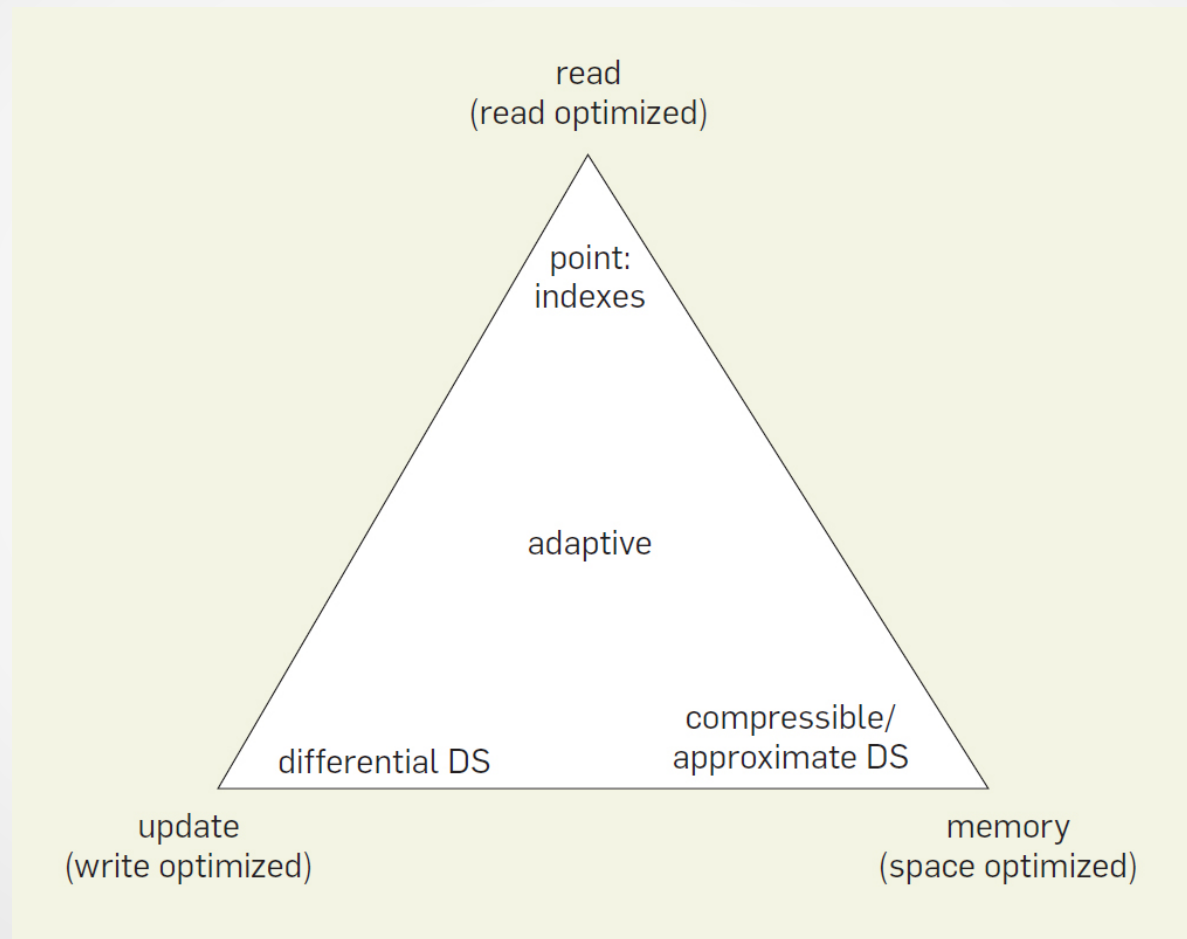 read
(read optimized)
point:
indexes
adaptive
compressible/
approximate DS
differential DS
update
(write optimized)
memory
(space optimized)